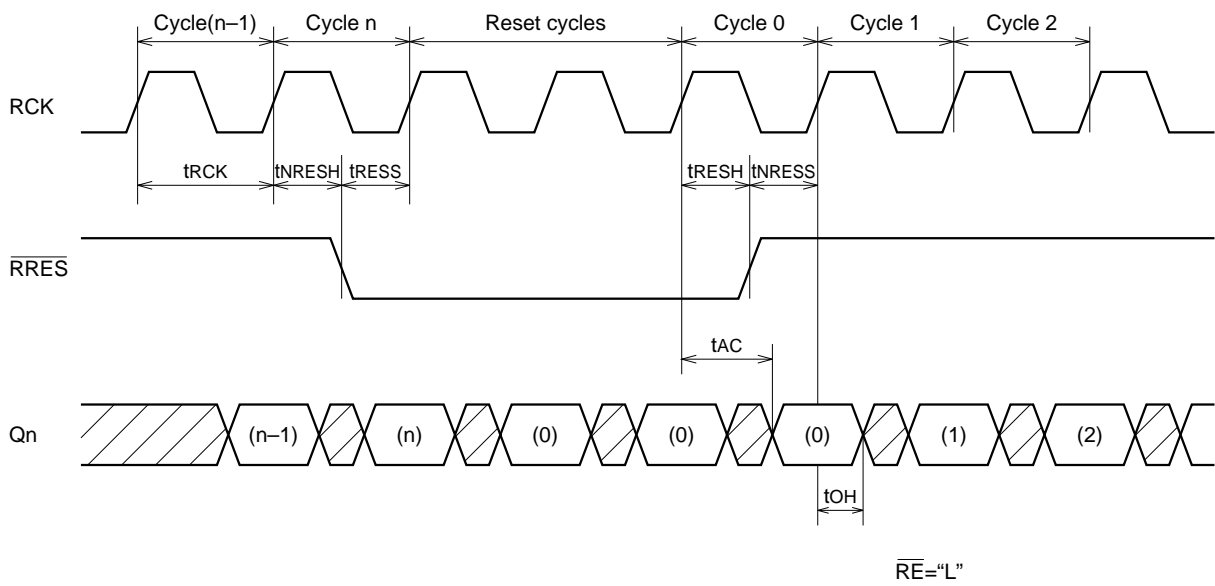 Cycle(n–1) Cycle n Reset cycles Cycle 0 Cycle 1 Cycle 2
RCK
tRCK tNRESH tRESS tRESH tNRESS
RRES
tAC
Qn (n–1) (n) (0) (0) (0) (1) (2)
tOH
RE=“L”